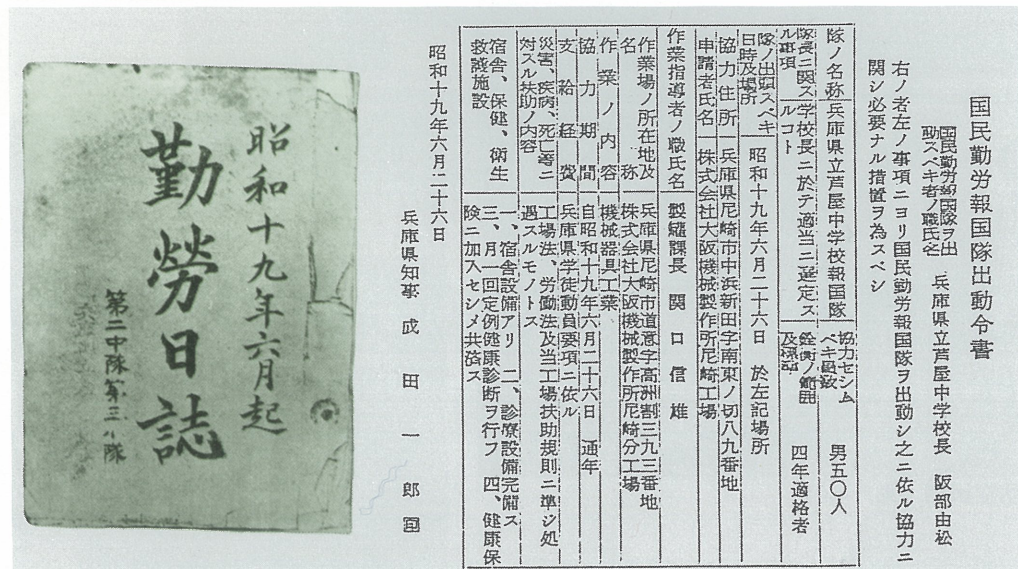 国民勤労報国隊出動令書
国民勤労報国隊ヲ出
動スベキ者ノ職氏名
兵庫県立芦屋中学校長 阪部由松
右ノ者左ノ事項ニヨリ国民勤労報国隊ヲ出動シ之ニ依ル協力ニ
関シ必要ナル措置ヲ為スベシ
隊ノ名称
兵庫県立芦屋中学校報国隊
協力セシム
ベキ員数
男五〇人
隊長ニ関ス
ル事項
学校長ニ於テ適当ニ選定ス
ルコト
四年適格者
隊ノ出頭スベキ
日時及場所
昭和十九年六月二十六日 於左記場所
協力住所
兵庫県尼崎市中浜新田字南東ノ切八九番地
申請者氏名
株式会社大阪機械製作所尼崎工場
作業指導者ノ職氏名
製罐課長 関口信雄
作業場ノ所在地及
名称
兵庫県尼崎市道意字高洲割三九三番地
株式会社大阪機械製作所尼崎分工場
作業ノ内容
機械器具工業
協力期間
自昭和十九年六月二十六日 通年
支給経費
兵庫県学徒動員要項ニ依ル
災害、疾病、死亡等ニ
対スル扶助ノ内容
工場法、労働法及当工場扶助規則ニ準ジ処
遇スルモノトス
宿舎、保健、衛生
救護施設
一、宿舎設備アリ 二、診療設備完備ス
三、月一回定例健康診断ヲ行フ 四、健康保
険ニ加入セシメ共済ス
昭和十九年六月二十六日
兵庫県知事 成田一郎 印
昭和十九年六月起
勤勞日誌
第二中隊第三小隊